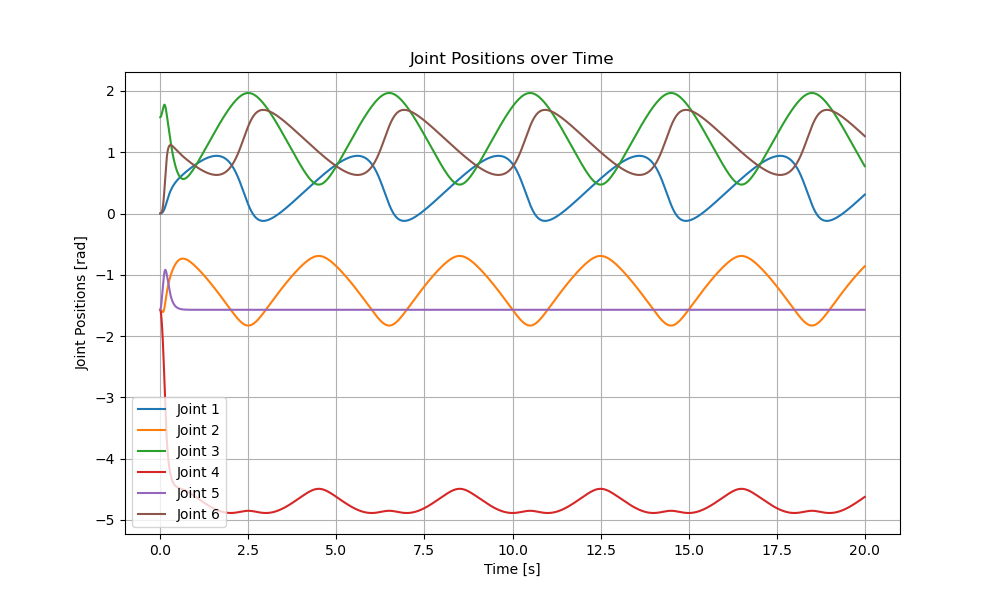 Joint Positions over Time
2
1
0
−1
−2
−3
−4
−5
Joint Positions [rad]
Joint 1
Joint 2
Joint 3
Joint 4
Joint 5
Joint 6
0.0 2.5 5.0 7.5 10.0 12.5 15.0 17.5 20.0
Time [s]